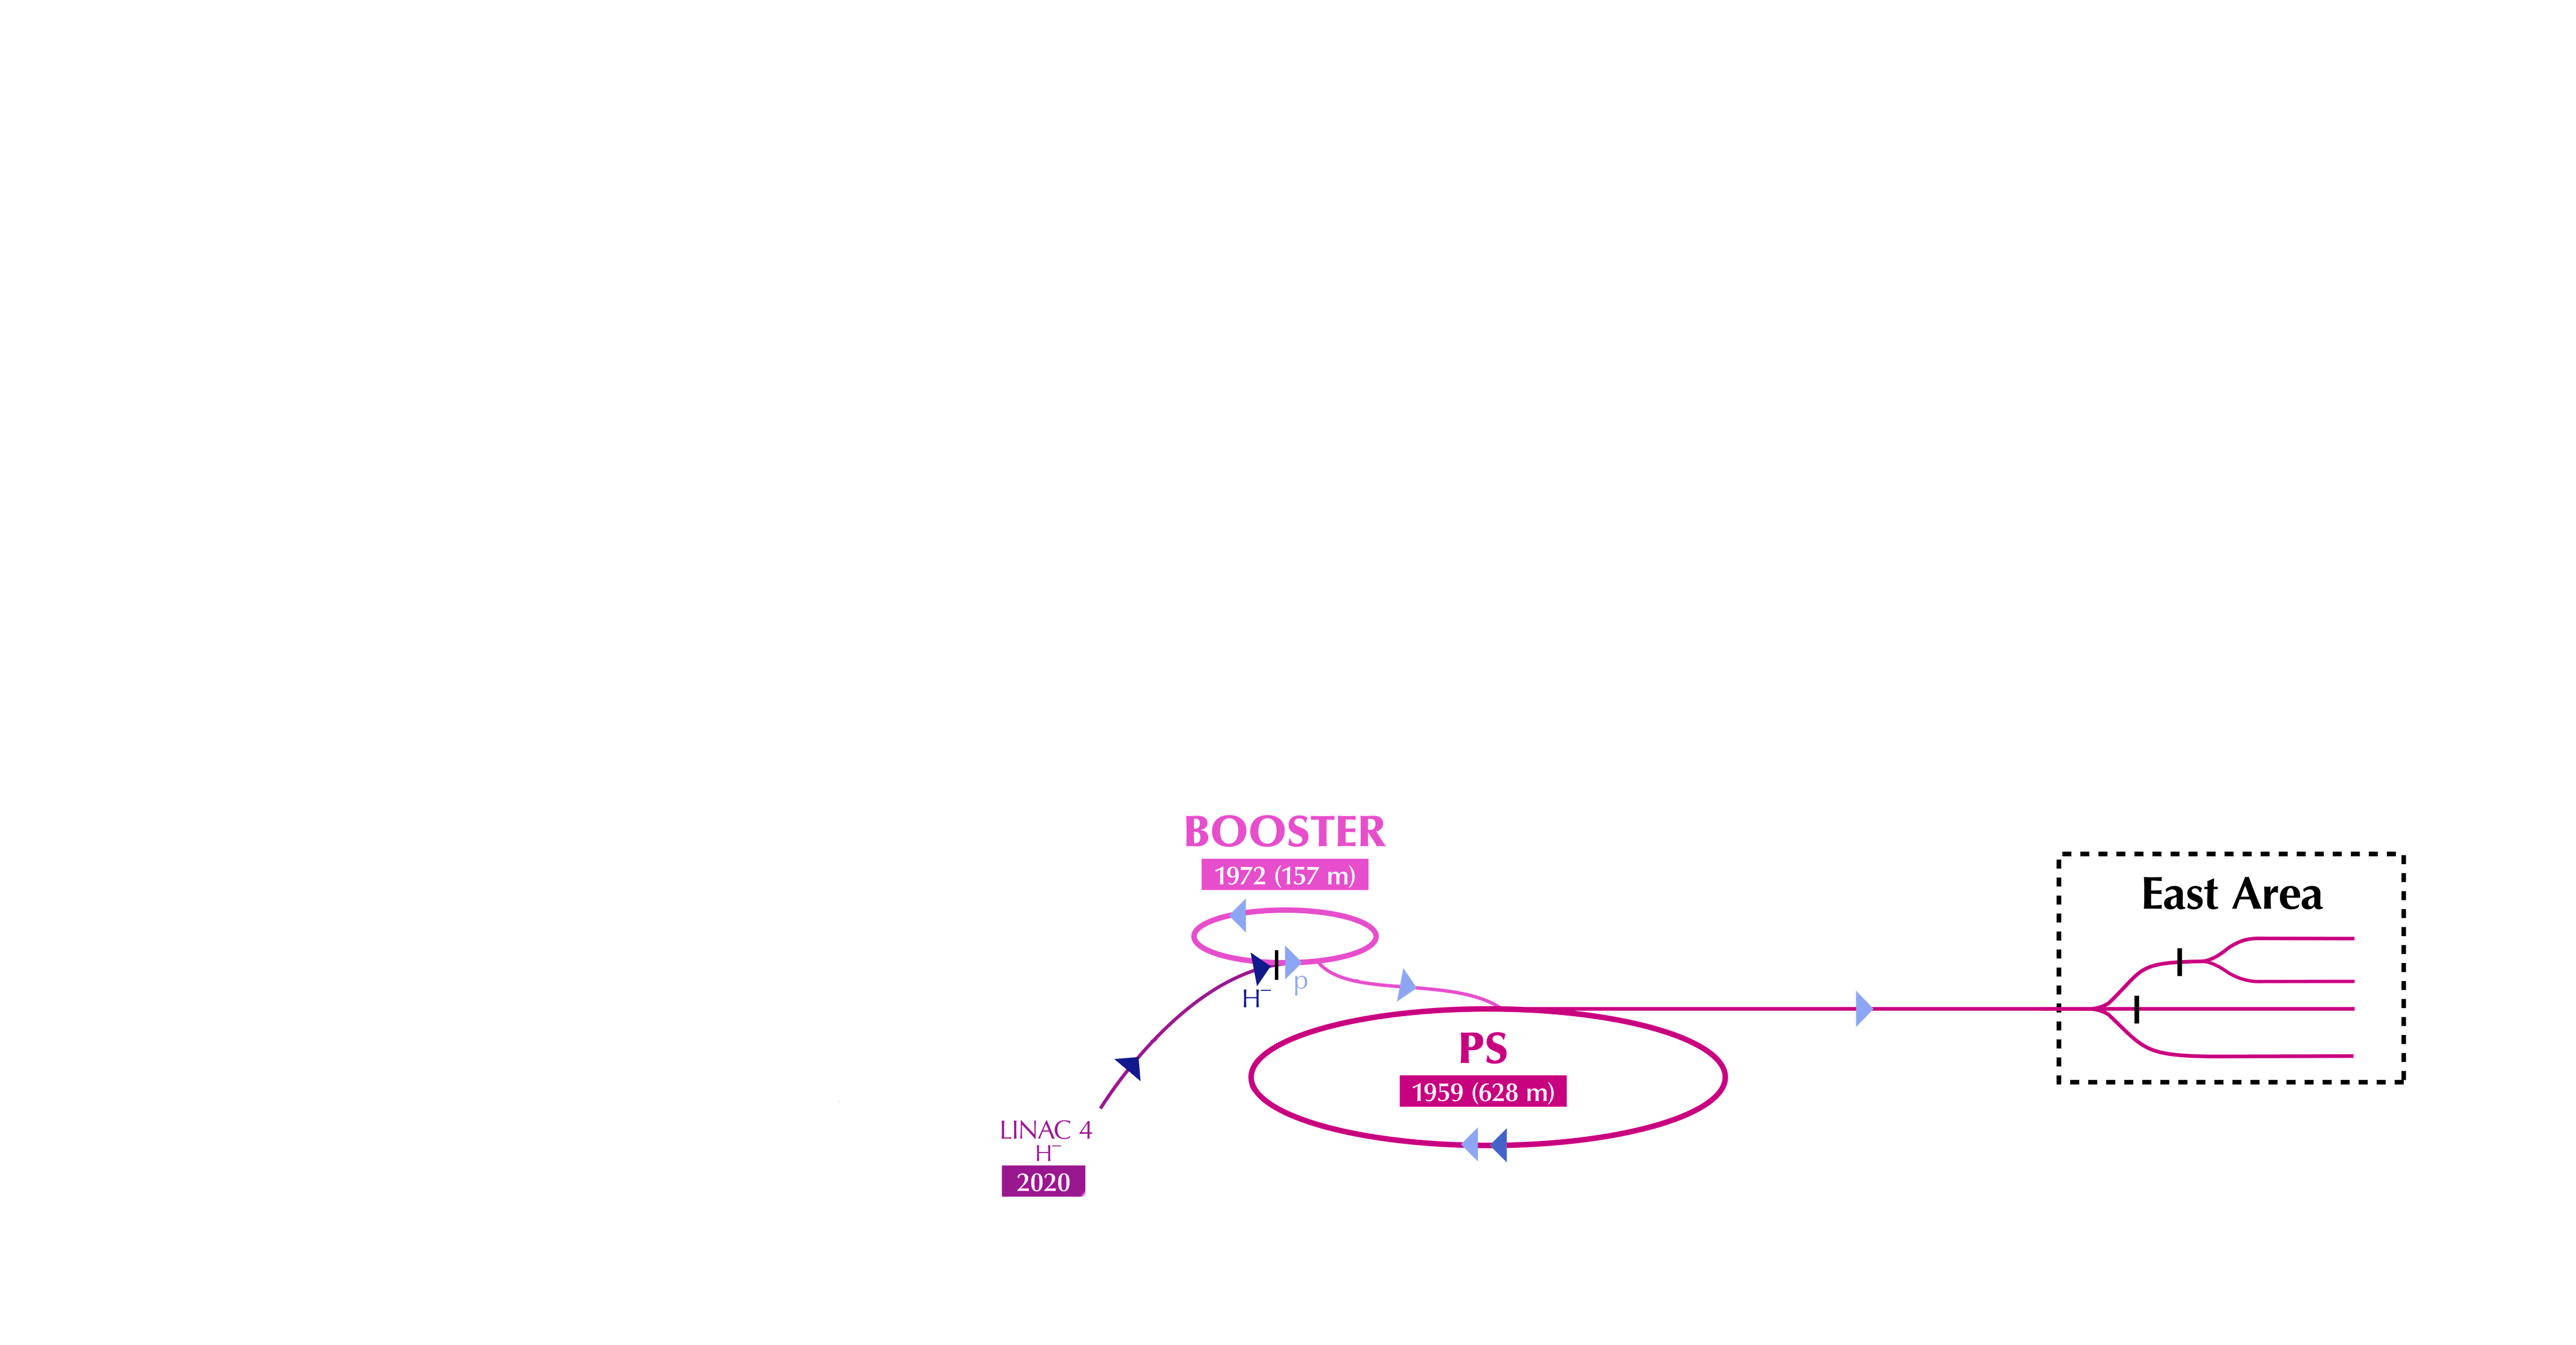 BOOSTER
1972 (157 m)
East Area
H⁻
p
PS
1959 (628 m)
LINAC 4
H⁻
2020